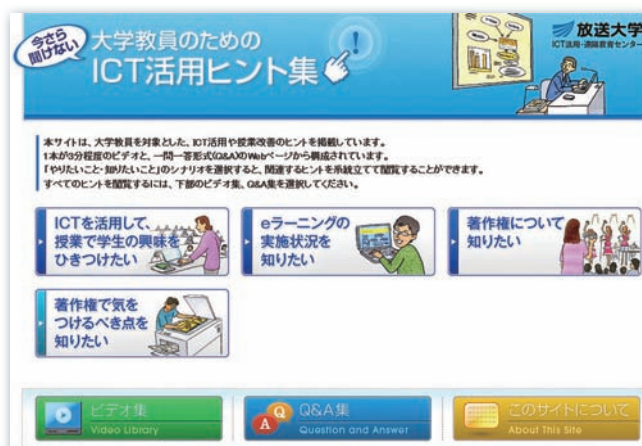 今さら
聞けない
大学教員のための
ICT活用ヒント集
放送大学
ICT活用・遠隔教育センター
本サイトは、大学教員を対象とした、ICT活用や授業改善のヒントを掲載しています。
1本が3分程度のビデオと、一問一答形式(Q&A)のWebページから構成されています。
「やりたいこと・知りたいこと」のシナリオを選択すると、関連するヒントを系統立てて閲覧することができます。
すべてのヒントを閲覧するには、下部のビデオ集、Q&A集を選択してください。
ICTを活用して、
授業で学生の興味を
ひきつけたい
eラーニングの
実施状況を
知りたい
著作権について
知りたい
著作権で気を
つけるべき点を
知りたい
ビデオ集
Video Library
Q
A
Q&A集
Question and Answer
このサイトについて
About This Site